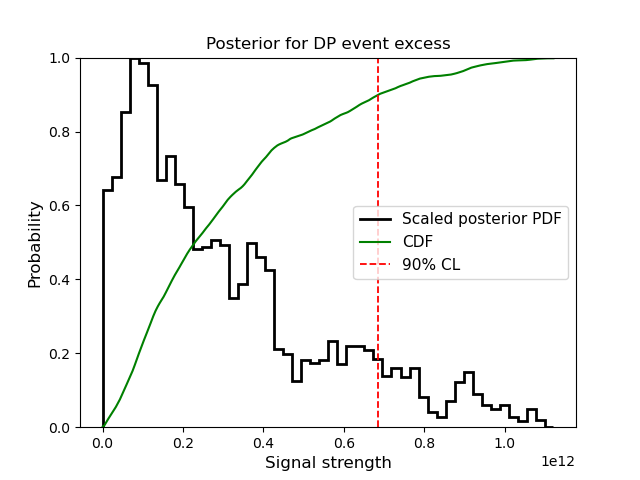 Posterior for DP event excess
Probability
1.0
0.8
0.6
0.4
0.2
0.0
Scaled posterior PDF
CDF
90% CL
0.0 0.2 0.4 0.6 0.8 1.0
1e12
Signal strength